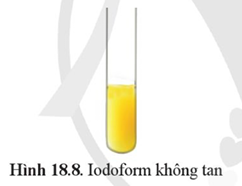 Hình 18.8. Iodoform không tan